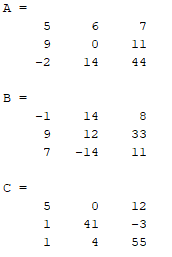 A =
5 6 7
9 0 11
-2 14 44
B =
-1 14 8
9 12 33
7 -14 11
C =
5 0 12
1 41 -3
1 4 55